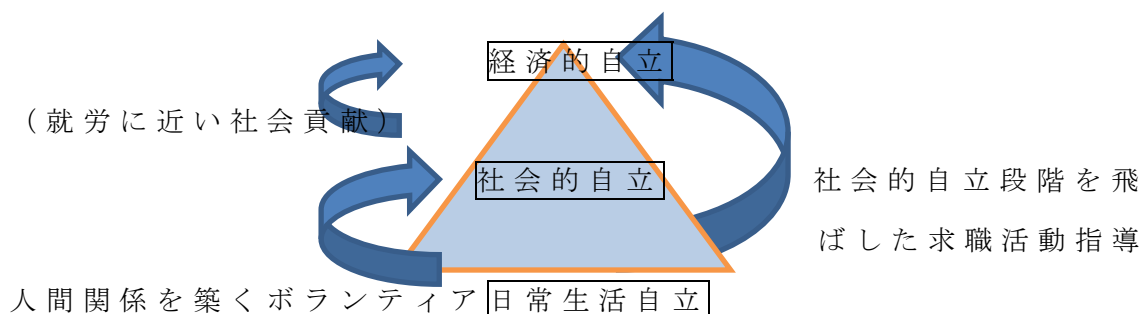 経済的自立
（就労に近い社会貢献）
社会的自立
社会的自立段階を飛
ばした求職活動指導
人間関係を築くボランティア
日常生活自立